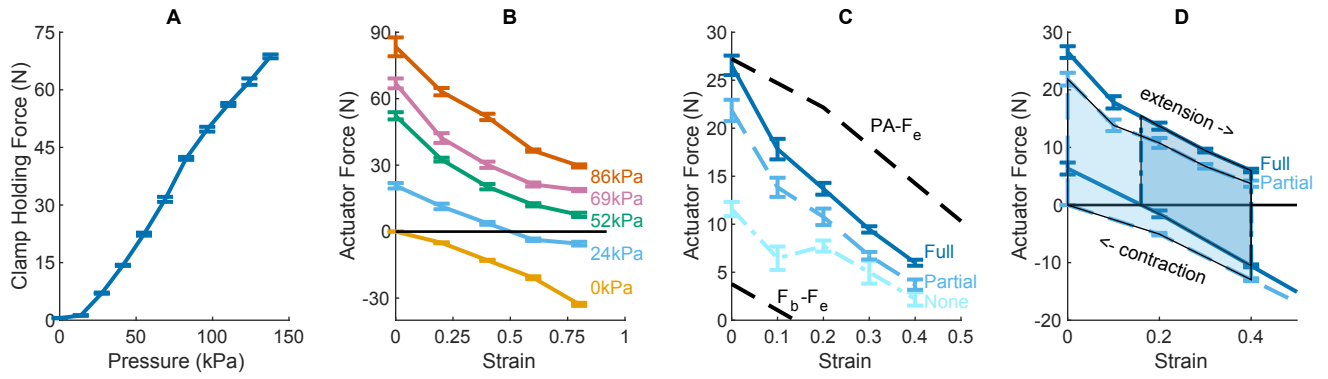 A
Clamp Holding Force (N)
75
60
45
30
15
0
0
50
100
150
Pressure (kPa)
B
Actuator Force (N)
90
60
30
0
-30
86kPa
69kPa
52kPa
24kPa
0kPa
0
0.25
0.5
0.75
1
Strain
C
Actuator Force (N)
30
25
20
15
10
5
0
PA-Fe
Full
Partial
None
Fb-Fe
0
0.1
0.2
0.3
0.4
0.5
Strain
D
Actuator Force (N)
30
20
10
0
-10
-20
extension ->
Full
Partial
<- contraction
0
0.2
0.4
Strain